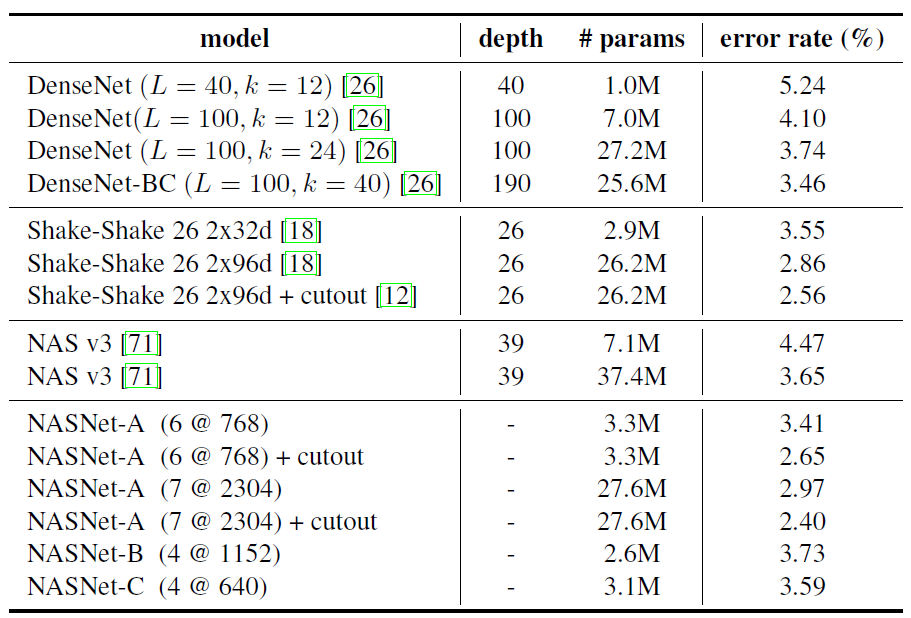 model depth # params error rate (%)
DenseNet (L = 40, k = 12) [26] 40 1.0M 5.24
DenseNet(L = 100, k = 12) [26] 100 7.0M 4.10
DenseNet (L = 100, k = 24) [26] 100 27.2M 3.74
DenseNet-BC (L = 100, k = 40) [26] 190 25.6M 3.46
Shake-Shake 26 2x32d [18] 26 2.9M 3.55
Shake-Shake 26 2x96d [18] 26 26.2M 2.86
Shake-Shake 26 2x96d + cutout [12] 26 26.2M 2.56
NAS v3 [71] 39 7.1M 4.47
NAS v3 [71] 39 37.4M 3.65
NASNet-A (6 @ 768) - 3.3M 3.41
NASNet-A (6 @ 768) + cutout - 3.3M 2.65
NASNet-A (7 @ 2304) - 27.6M 2.97
NASNet-A (7 @ 2304) + cutout - 27.6M 2.40
NASNet-B (4 @ 1152) - 2.6M 3.73
NASNet-C (4 @ 640) - 3.1M 3.59